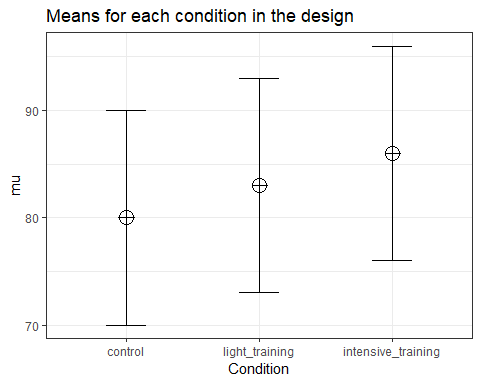 Means for each condition in the design
90
80
70
mu
control
light_training
intensive_training
Condition